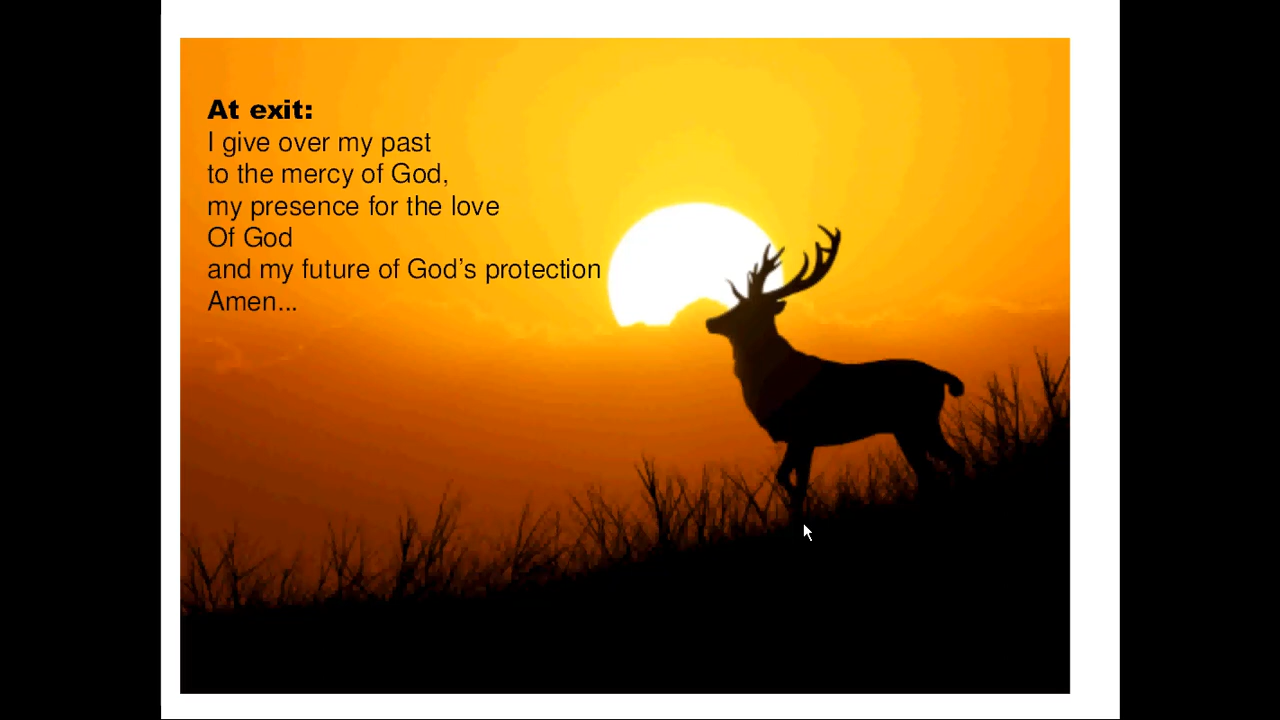 At exit:
I give over my past
to the mercy of God,
my presence for the love
Of God
and my future of God’s protection
Amen...